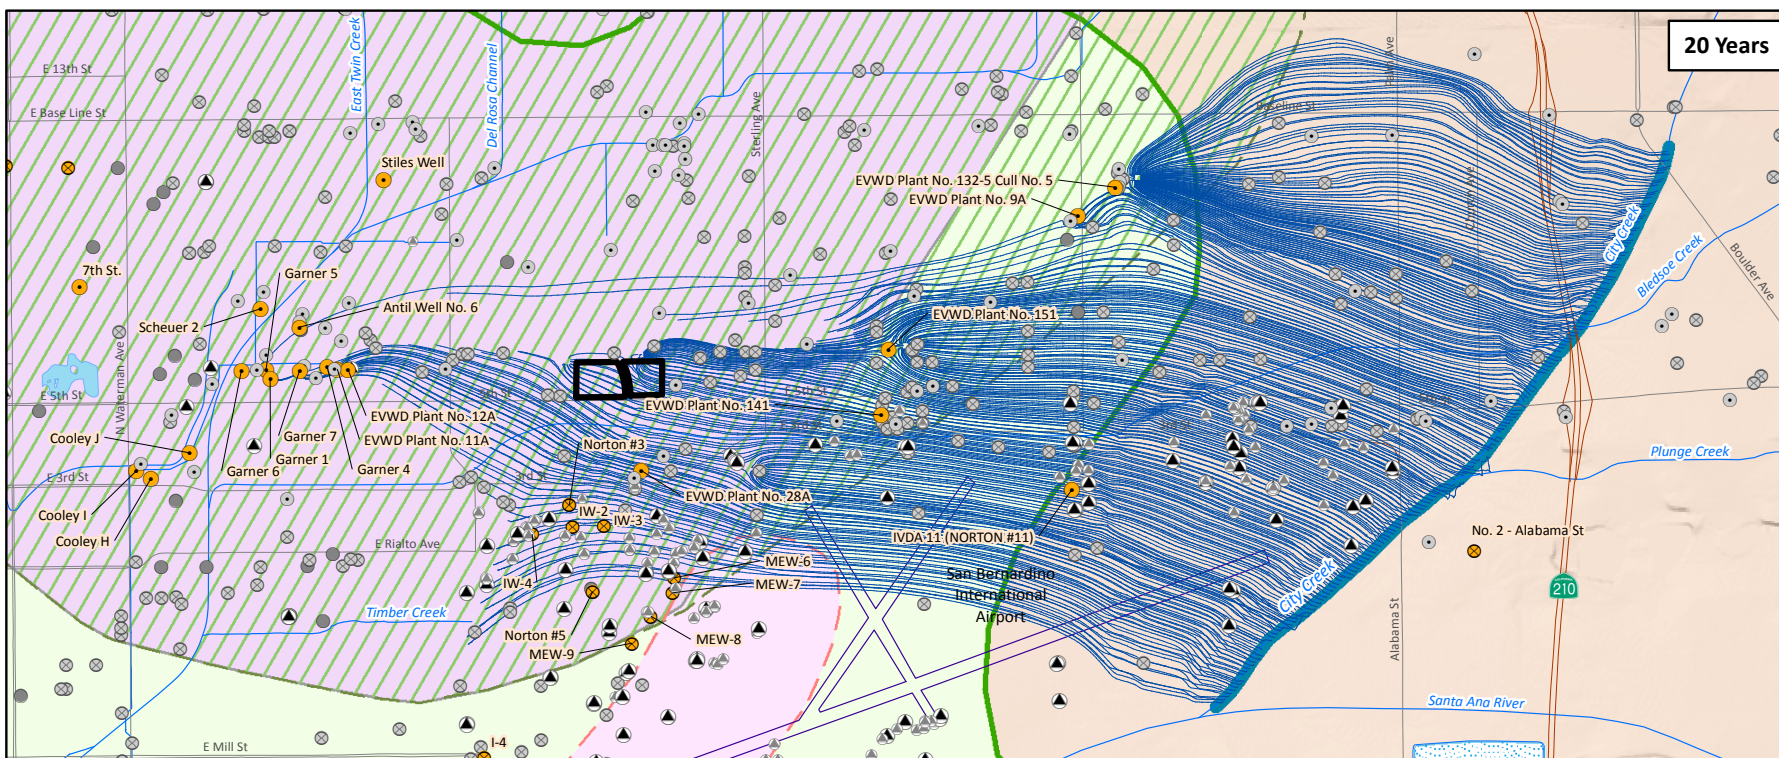 20 Years
E 13th St
E Base Line St
East Twin Creek
Del Rosa Channel
Sterling Ave
Baseline St
Stiles Well
EVWD Plant No. 132-5 Cull No. 5
EVWD Plant No. 9A
City Creek
Bledsoe Creek
Boulder Ave
7th St.
Garner 5
Scheuer 2
Antil Well No. 6
EVWD Plant No. 151
N Waterman Ave
E 5th St
EVWD Plant No. 141
EVWD Plant No. 12A
EVWD Plant No. 11A
Garner 7
Garner 1
Garner 6
Garner 4
Cooley J
Norton #3
E 3rd St
3rd St
Plunge Creek
Cooley I
Cooley H
EVWD Plant No. 28A
IW-2
IW-3
IW-4
E Rialto Ave
IVDA 11 (NORTON #11)
No. 2 - Alabama St
MEW-6
MEW-7
San Bernardino
International
Airport
210
City Creek
Timber Creek
Norton #5
MEW-8
MEW-9
Alabama St
Santa Ana River
E Mill St
I-4